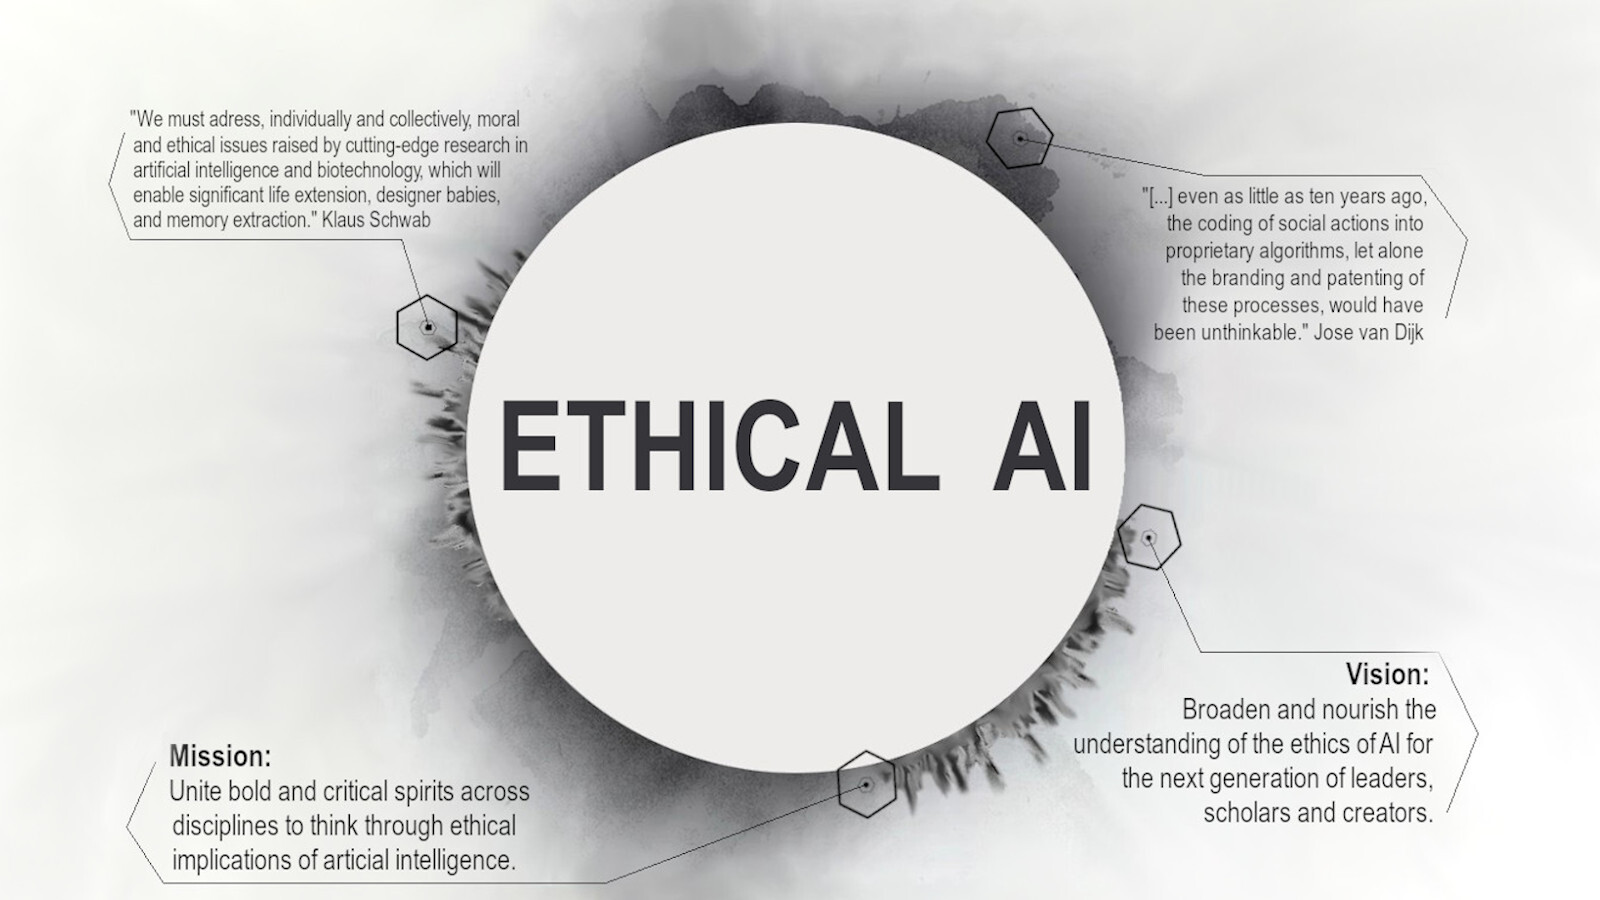 "We must adress, individually and collectively, moral
and ethical issues raised by cutting-edge research in
artificial intelligence and biotechnology, which will
enable significant life extension, designer babies,
and memory extraction." Klaus Schwab
"[...] even as little as ten years ago,
the coding of social actions into
proprietary algorithms, let alone
the branding and patenting of
these processes, would have
been unthinkable." Jose van Dijk
ETHICAL AI
Vision:
Broaden and nourish the
understanding of the ethics of AI for
the next generation of leaders,
scholars and creators.
Mission:
Unite bold and critical spirits across
disciplines to think through ethical
implications of articial intelligence.